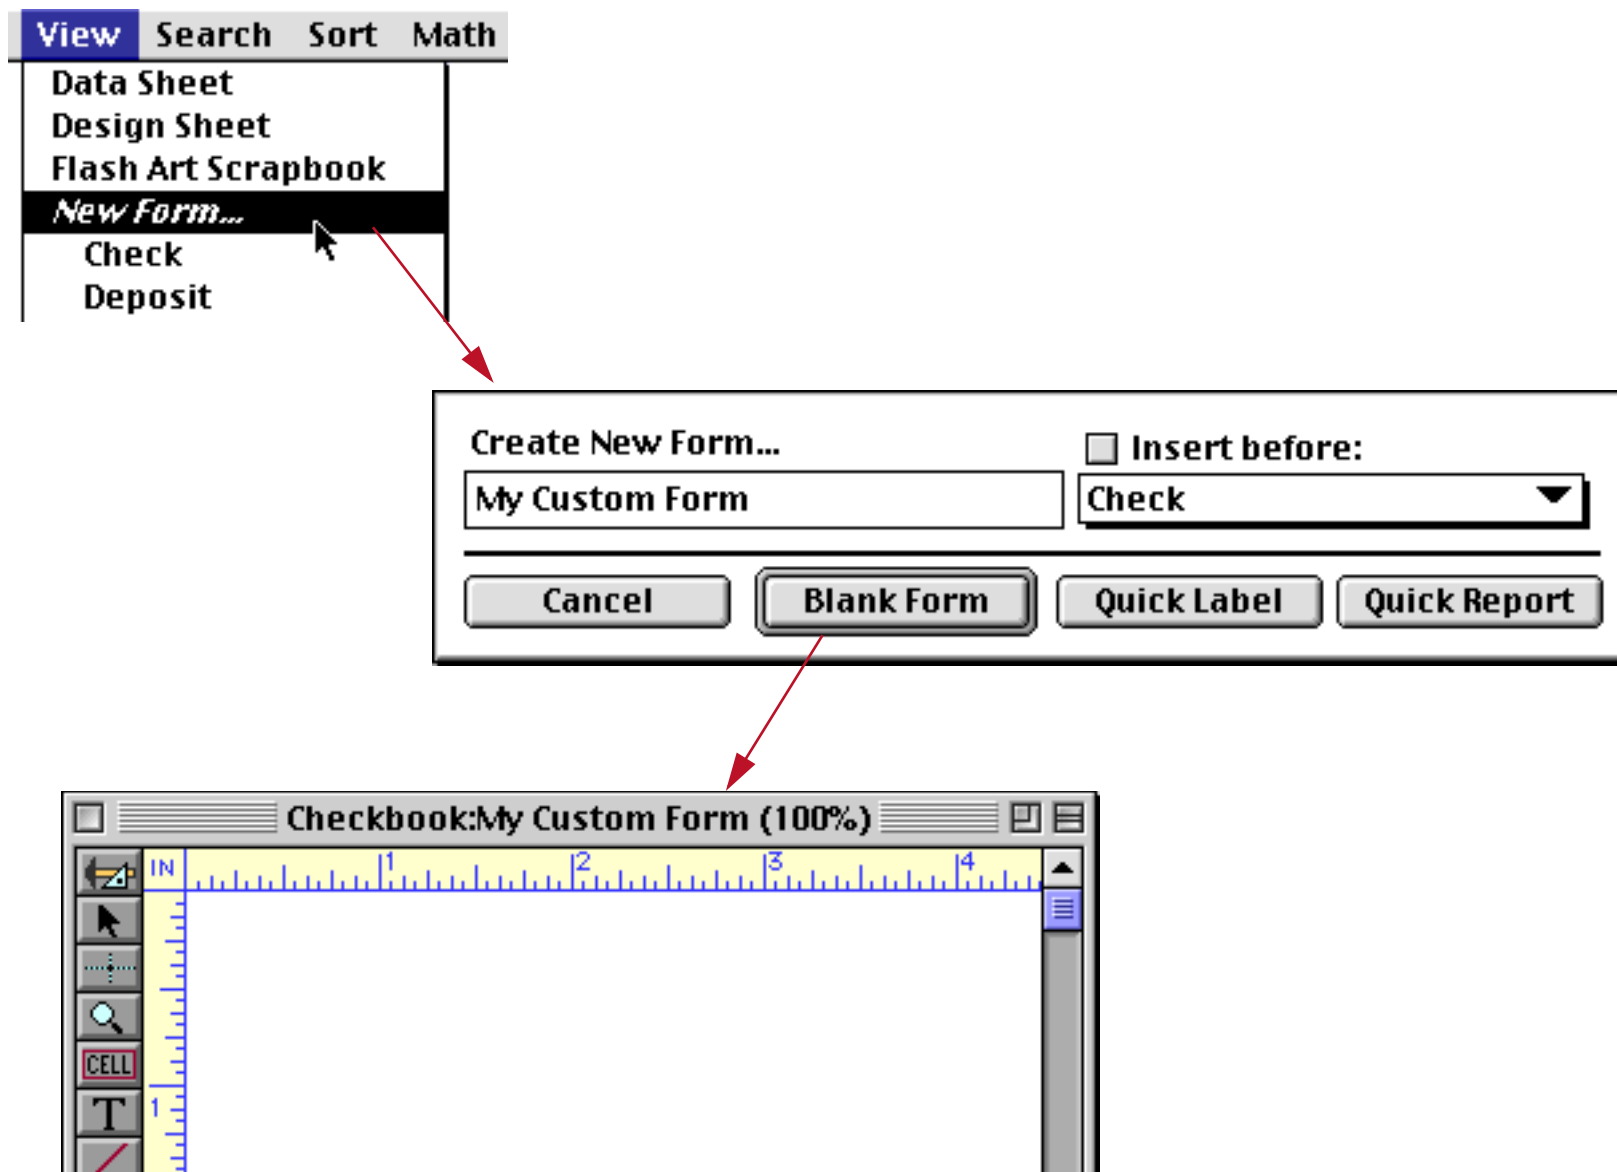 View Search Sort Math
Data Sheet
Design Sheet
Flash Art Scrapbook
New Form...
Check
Deposit
Create New Form...
Insert before:
My Custom Form
Check
Cancel
Blank Form
Quick Label
Quick Report
Checkbook:My Custom Form (100%)
IN 1 2 3 4
CELL
T
1